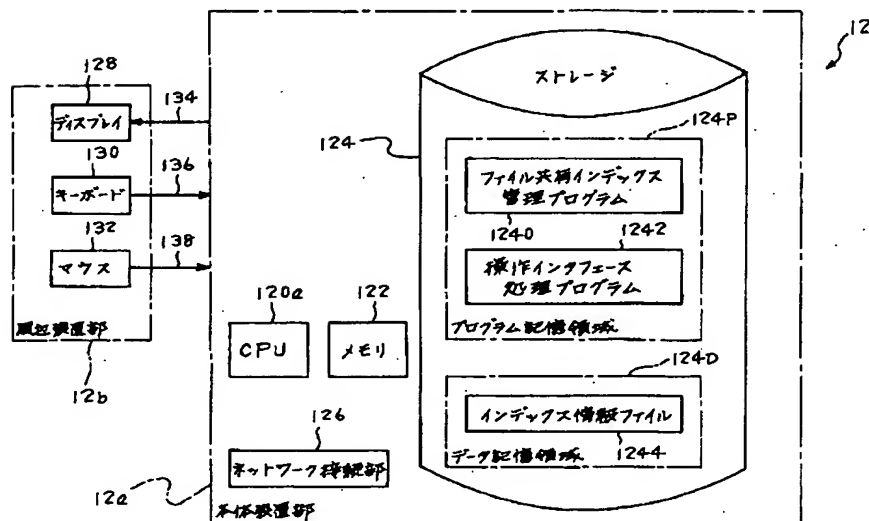 12
128
ディスプレイ
134
130
キーボード
136
132
マウス
138
周辺装置部
12b
ストレージ
124
124P
ファイル共有インデックス
管理プログラム
1240
1242
操作インタフェース
処理プログラム
プログラム記憶領域
120a
CPU
122
メモリ
124D
インデックス情報ファイル
1244
データ記憶領域
126
ネットワーク接続部
12a
本体装置部